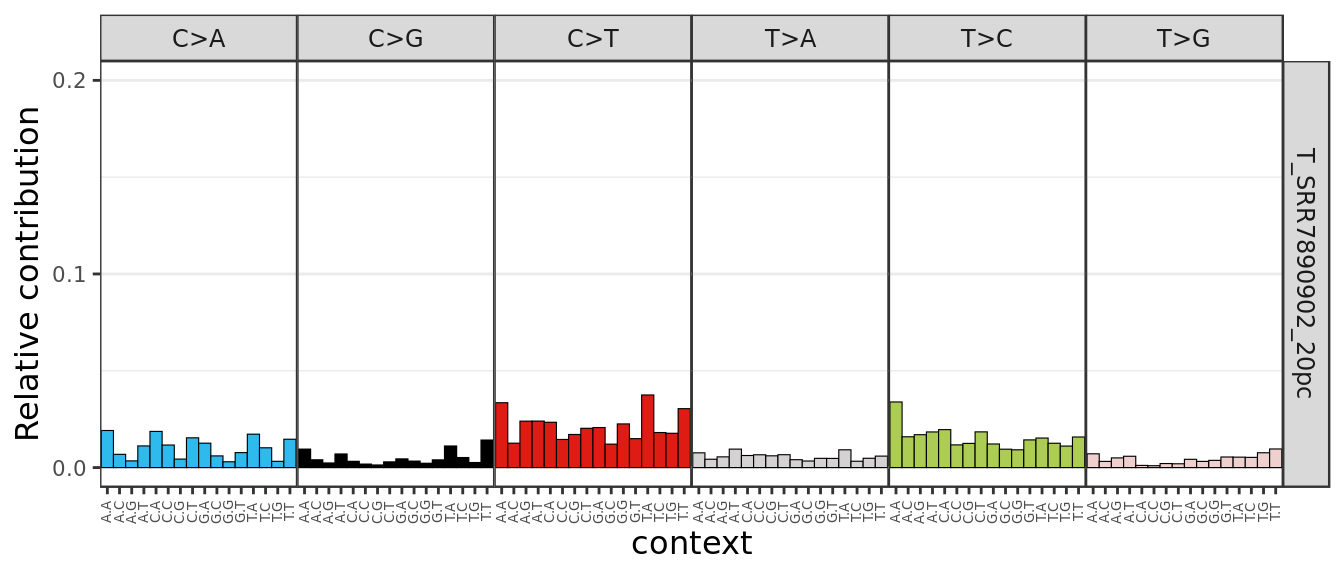 C>A C>G C>T T>A T>C T>G
T_SRR7890902_20pc
Relative contribution
0.2
0.1
0.0
A.A A.C A.G A.T C.A C.C C.G C.T G.A G.C G.G G.T T.A T.C T.G T.T A.A A.C A.G A.T C.A C.C C.G C.T G.A G.C G.G G.T T.A T.C T.G T.T A.A A.C A.G A.T C.A C.C C.G C.T G.A G.C G.G G.T T.A T.C T.G T.T A.A A.C A.G A.T C.A C.C C.G C.T G.A G.C G.G G.T T.A T.C T.G T.T A.A A.C A.G A.T C.A C.C C.G C.T G.A G.C G.G G.T T.A T.C T.G T.T A.A A.C A.G A.T C.A C.C C.G C.T G.A G.C G.G G.T T.A T.C T.G T.T
context